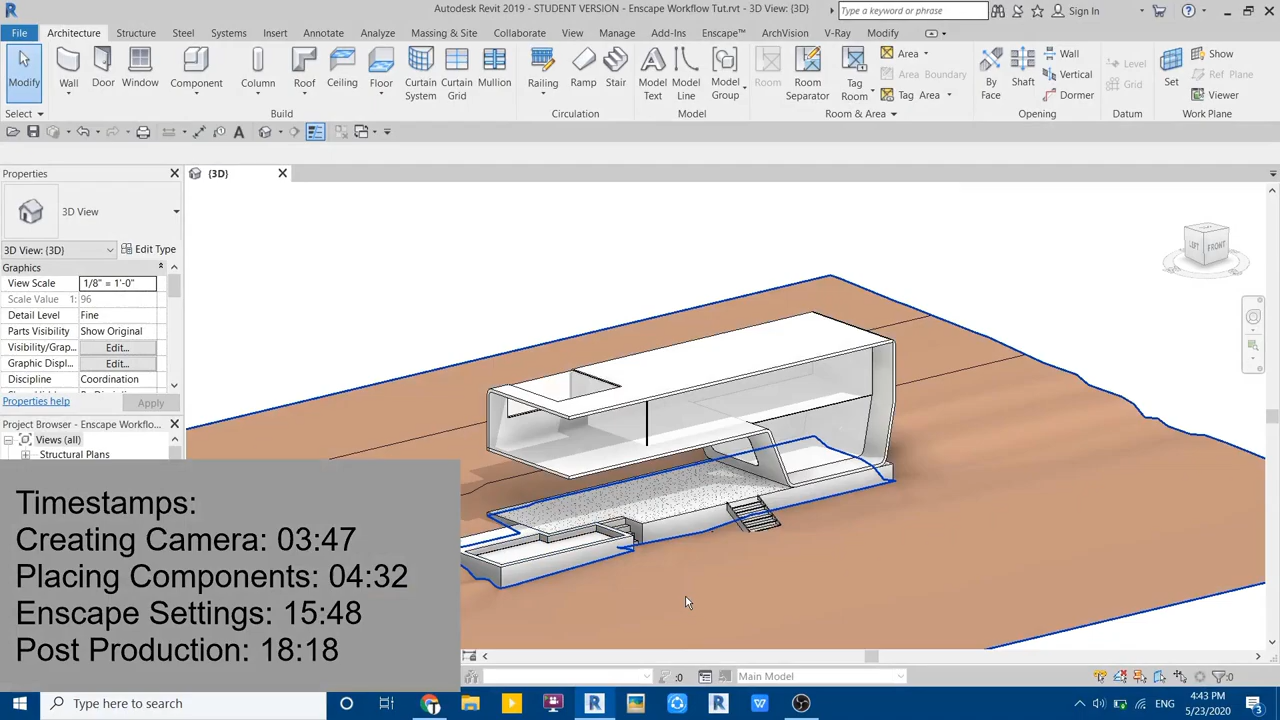 Autodesk Revit 2019 - STUDENT VERSION - Enscape Workflow Tut.rvt - 3D View: {3D}
Type a keyword or phrase
Sign In
File Architecture Structure Steel Systems Insert Annotate Analyze Massing & Site Collaborate View Manage Add-Ins Enscape™ ArchVision V-Ray Modify
Modify Wall Door Window Component Column Roof Ceiling Floor Curtain System Curtain Grid Mullion Railing Ramp Stair Model Text Model Line Model Group Room Room Separator Tag Room Area Area Boundary Tag Area By Face Shaft Wall Vertical Dormer Level Grid Set Show Ref Plane Viewer
Select Build Circulation Model Room & Area Opening Datum Work Plane
Properties
{3D}
3D View
3D View: {3D} Edit Type
Graphics
View Scale 1/8" = 1'-0"
Scale Value 1: 96
Detail Level Fine
Parts Visibility Show Original
Visibility/Grap... Edit...
Graphic Displ... Edit...
Discipline Coordination
Properties help Apply
Project Browser - Enscape Workflo...
Views (all)
Structural Plans
LEFT FRONT
Timestamps:
Creating Camera: 03:47
Placing Components: 04:32
Enscape Settings: 15:48
Post Production: 18:18
:0 Main Model :0
Type here to search
ENG
4:43 PM
5/23/2020
3